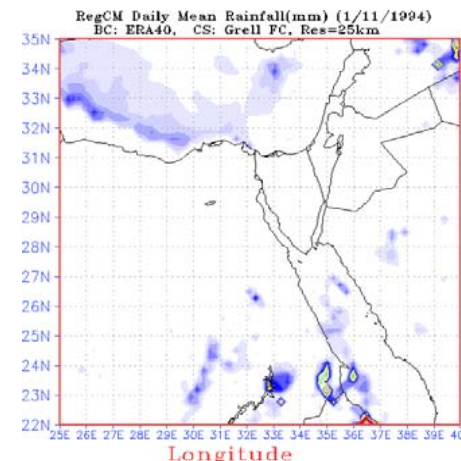 RegCM Daily Mean Rainfall(mm) (1/11/1994)
BC: ERA40, CS: Grell FC, Res=25km
35N
34N
33N
32N
31N
30N
29N
28N
27N
26N
25N
24N
23N
22N
25E 26E 27E 28E 29E 30E 31E 32E 33E 34E 35E 36E 37E 38E 39E 40
Longitude